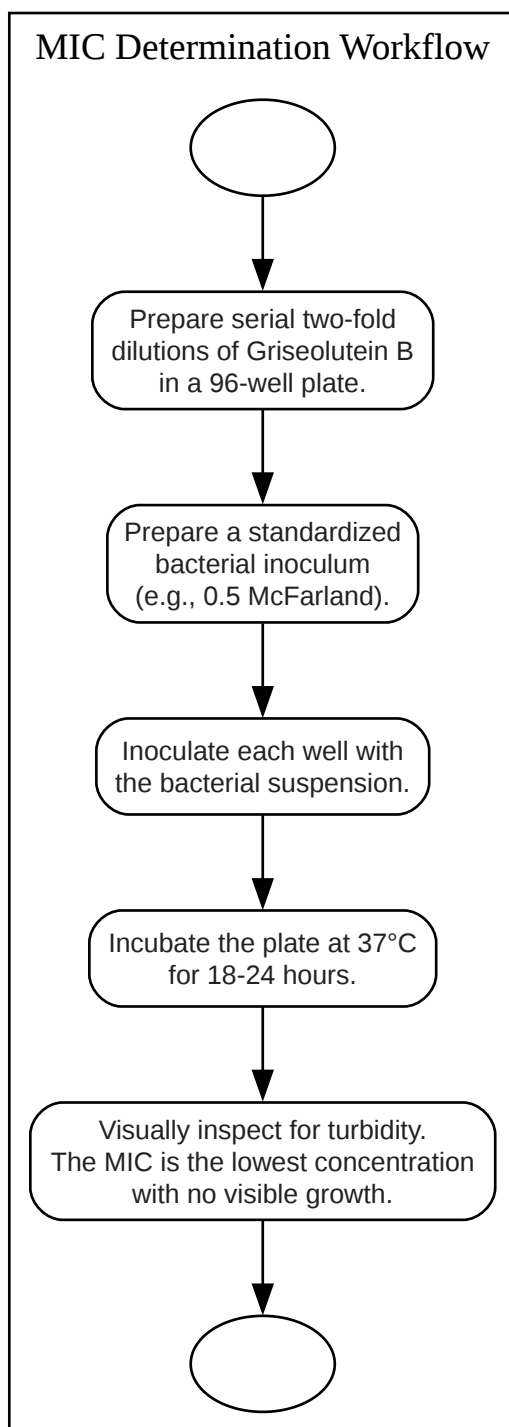 MIC Determination Workflow
Prepare serial two-fold
dilutions of Griseolutein B
in a 96-well plate.
Prepare a standardized
bacterial inoculum
(e.g., 0.5 McFarland).
Inoculate each well with
the bacterial suspension.
Incubate the plate at 37°C
for 18-24 hours.
Visually inspect for turbidity.
The MIC is the lowest concentration
with no visible growth.